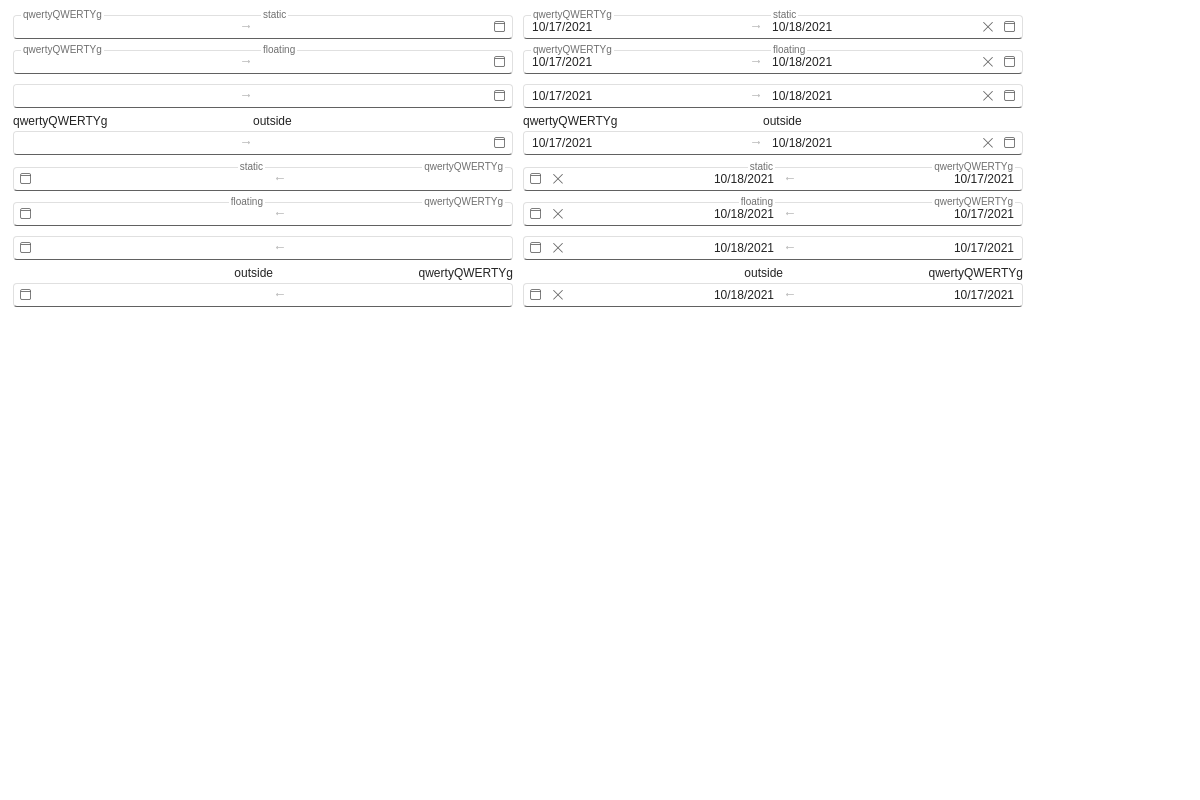 qwertyQWERTYg static qwertyQWERTYg static
→ 10/17/2021 → 10/18/2021
qwertyQWERTYg floating qwertyQWERTYg floating
→ 10/17/2021 → 10/18/2021
→ 10/17/2021 → 10/18/2021
qwertyQWERTYg outside qwertyQWERTYg outside
→ 10/17/2021 → 10/18/2021
static qwertyQWERTYg static qwertyQWERTYg
← 10/18/2021 ← 10/17/2021
floating qwertyQWERTYg floating qwertyQWERTYg
← 10/18/2021 ← 10/17/2021
← 10/18/2021 ← 10/17/2021
outside qwertyQWERTYg outside qwertyQWERTYg
← 10/18/2021 ← 10/17/2021